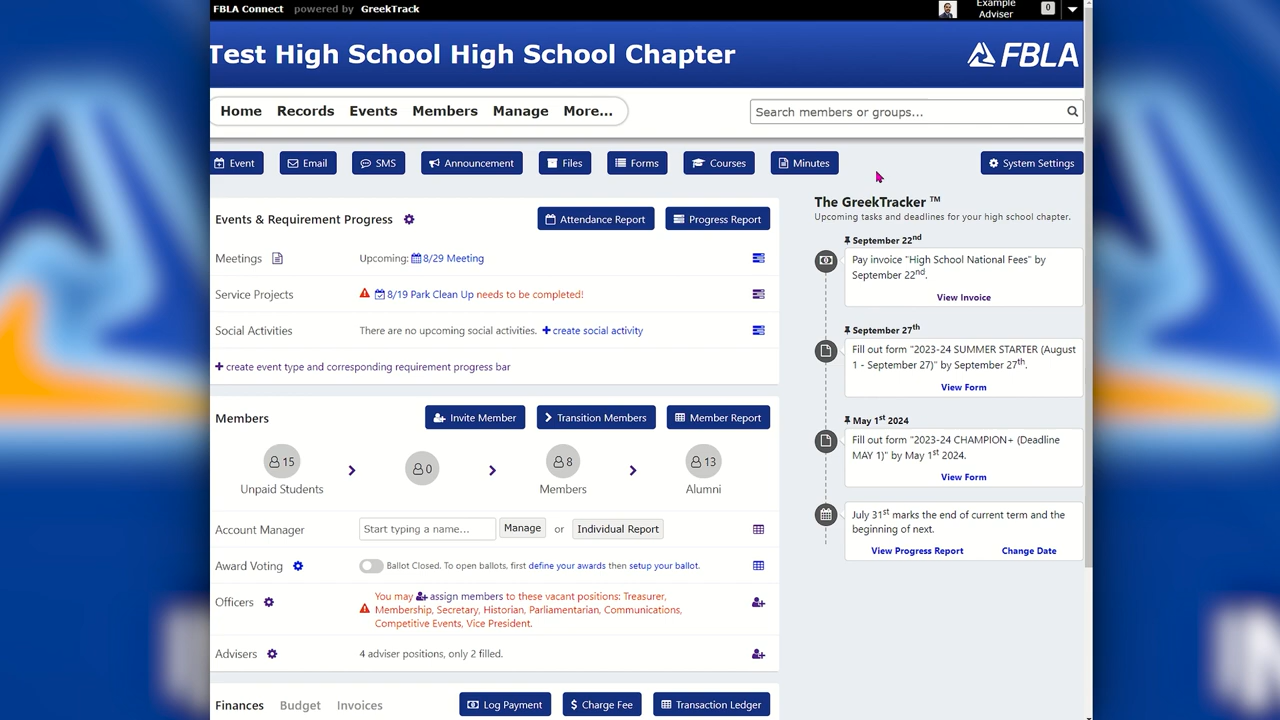 FBLA Connect powered by GreekTrack
Example
Adviser
0
Test High School High School Chapter
FBLA
Home Records Events Members Manage More...
Search members or groups...
Event Email SMS Announcement Files Forms Courses Minutes System Settings
Events & Requirement Progress Attendance Report Progress Report
Meetings Upcoming: 8/29 Meeting
Service Projects 8/19 Park Clean Up needs to be completed!
Social Activities There are no upcoming social activities. + create social activity
+ create event type and corresponding requirement progress bar
Members Invite Member Transition Members Member Report
15 0 8 13
Unpaid Students Members Alumni
Account Manager Start typing a name... Manage or Individual Report
Award Voting Ballot Closed. To open ballots, first define your awards then setup your ballot.
Officers
You may assign members to these vacant positions: Treasurer,
Membership, Secretary, Historian, Parliamentarian, Communications,
Competitive Events, Vice President.
Advisers 4 adviser positions, only 2 filled.
Finances Budget Invoices Log Payment $ Charge Fee Transaction Ledger
The GreekTracker ™
Upcoming tasks and deadlines for your high school chapter.
September 22nd
Pay invoice "High School National Fees" by
September 22nd.
View Invoice
September 27th
Fill out form "2023-24 SUMMER STARTER (August
1 - September 27)" by September 27th.
View Form
May 1st 2024
Fill out form "2023-24 CHAMPION+ (Deadline
MAY 1)" by May 1st 2024.
View Form
July 31st marks the end of current term and the
beginning of next.
View Progress Report Change Date